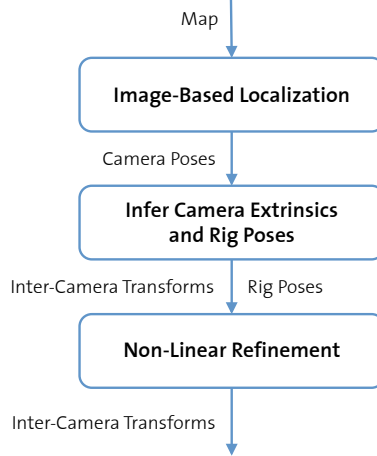 Map
Image-Based Localization
Camera Poses
Infer Camera Extrinsics
and Rig Poses
Inter-Camera Transforms Rig Poses
Non-Linear Refinement
Inter-Camera Transforms